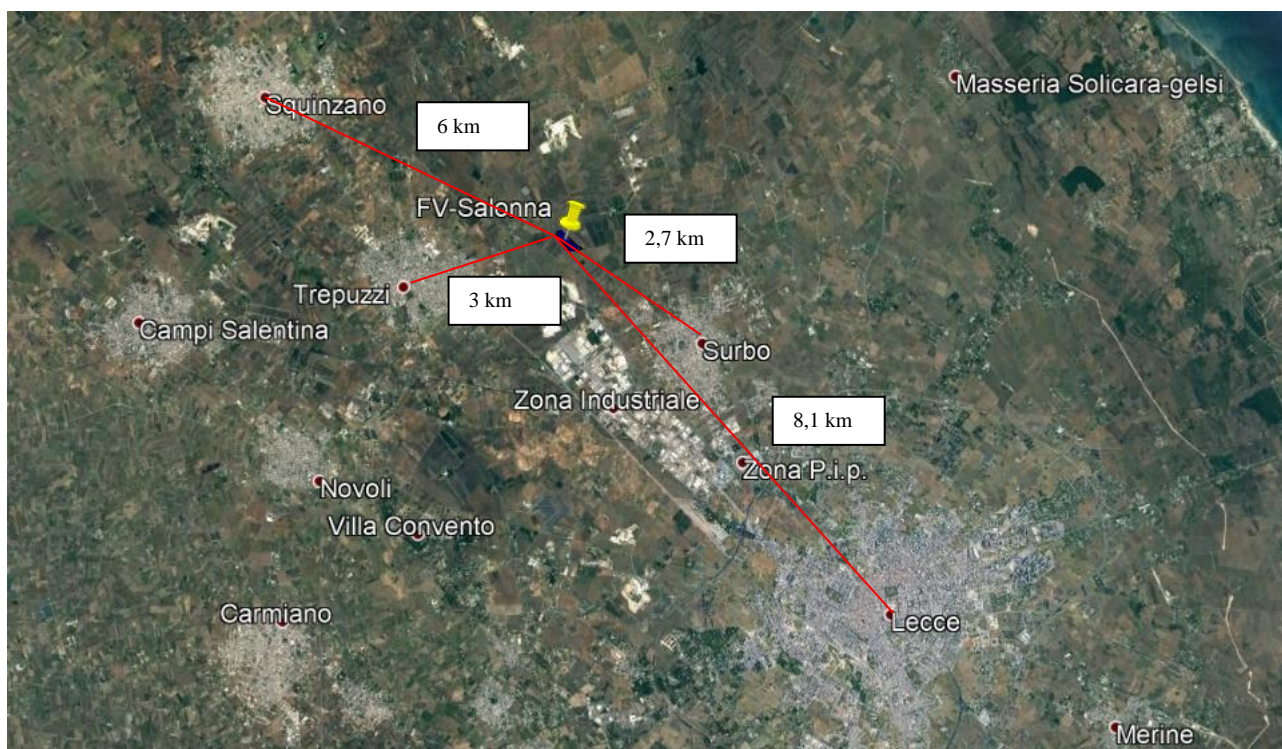 Masseria Solicara-gelsi
Squinzano
6 km
FV-Salonna
2,7 km
Trepuzzi
3 km
Campi Salentina
Surbo
Zona Industriale
8,1 km
Zona P.i.p.
Novoli
Villa Convento
Carmiano
Lecce
Merine